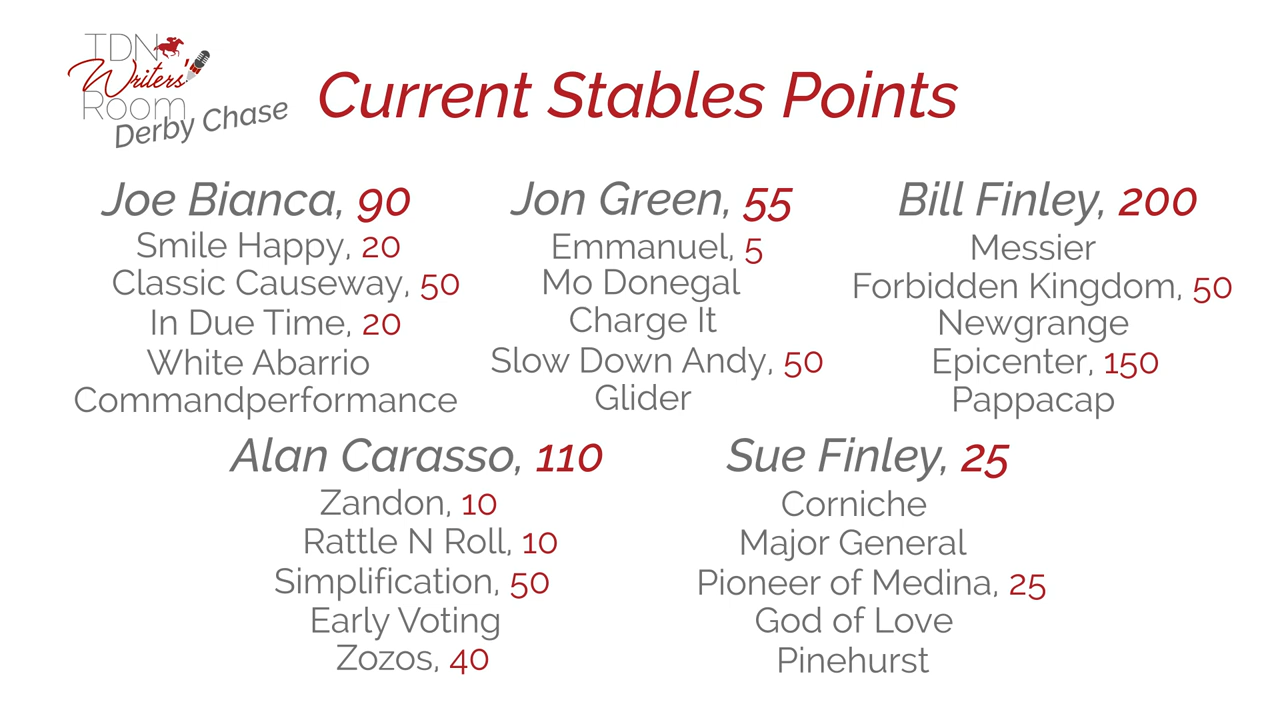 TDN
Writers'
Room
Derby Chase
Current Stables Points
Joe Bianca, 90
Smile Happy, 20
Classic Causeway, 50
In Due Time, 20
White Abarrio
Commandperformance
Jon Green, 55
Emmanuel, 5
Mo Donegal
Charge It
Slow Down Andy, 50
Glider
Bill Finley, 200
Messier
Forbidden Kingdom, 50
Newgrange
Epicenter, 150
Pappacap
Alan Carasso, 110
Zandon, 10
Rattle N Roll, 10
Simplification, 50
Early Voting
Zozos, 40
Sue Finley, 25
Corniche
Major General
Pioneer of Medina, 25
God of Love
Pinehurst